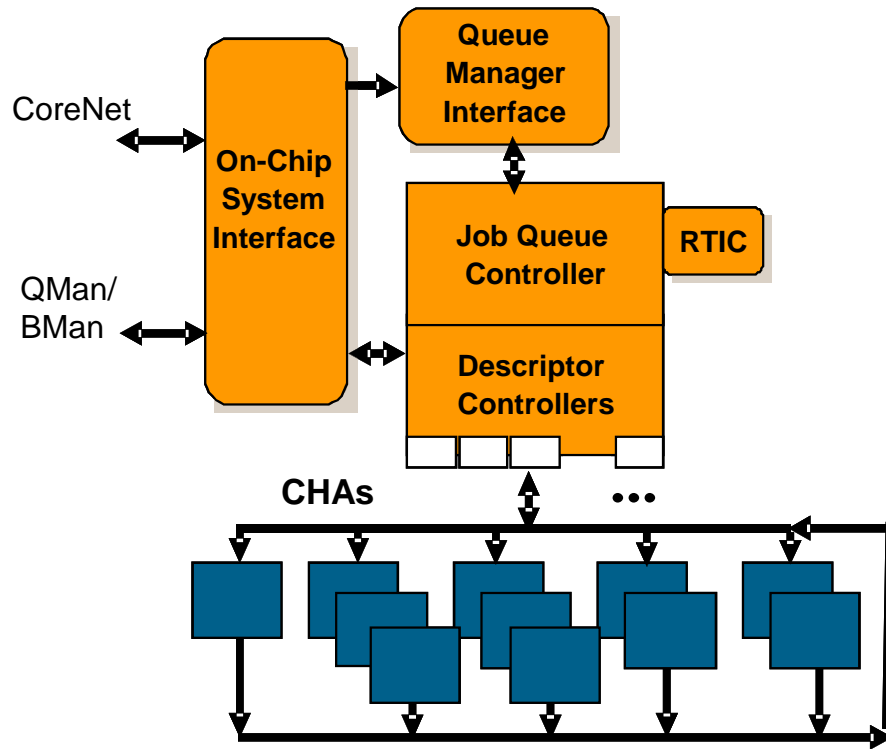 Queue
Manager
Interface
CoreNet
On-Chip
System
Interface
Job Queue
Controller
RTIC
QMan/
BMan
Descriptor
Controllers
CHAs
...